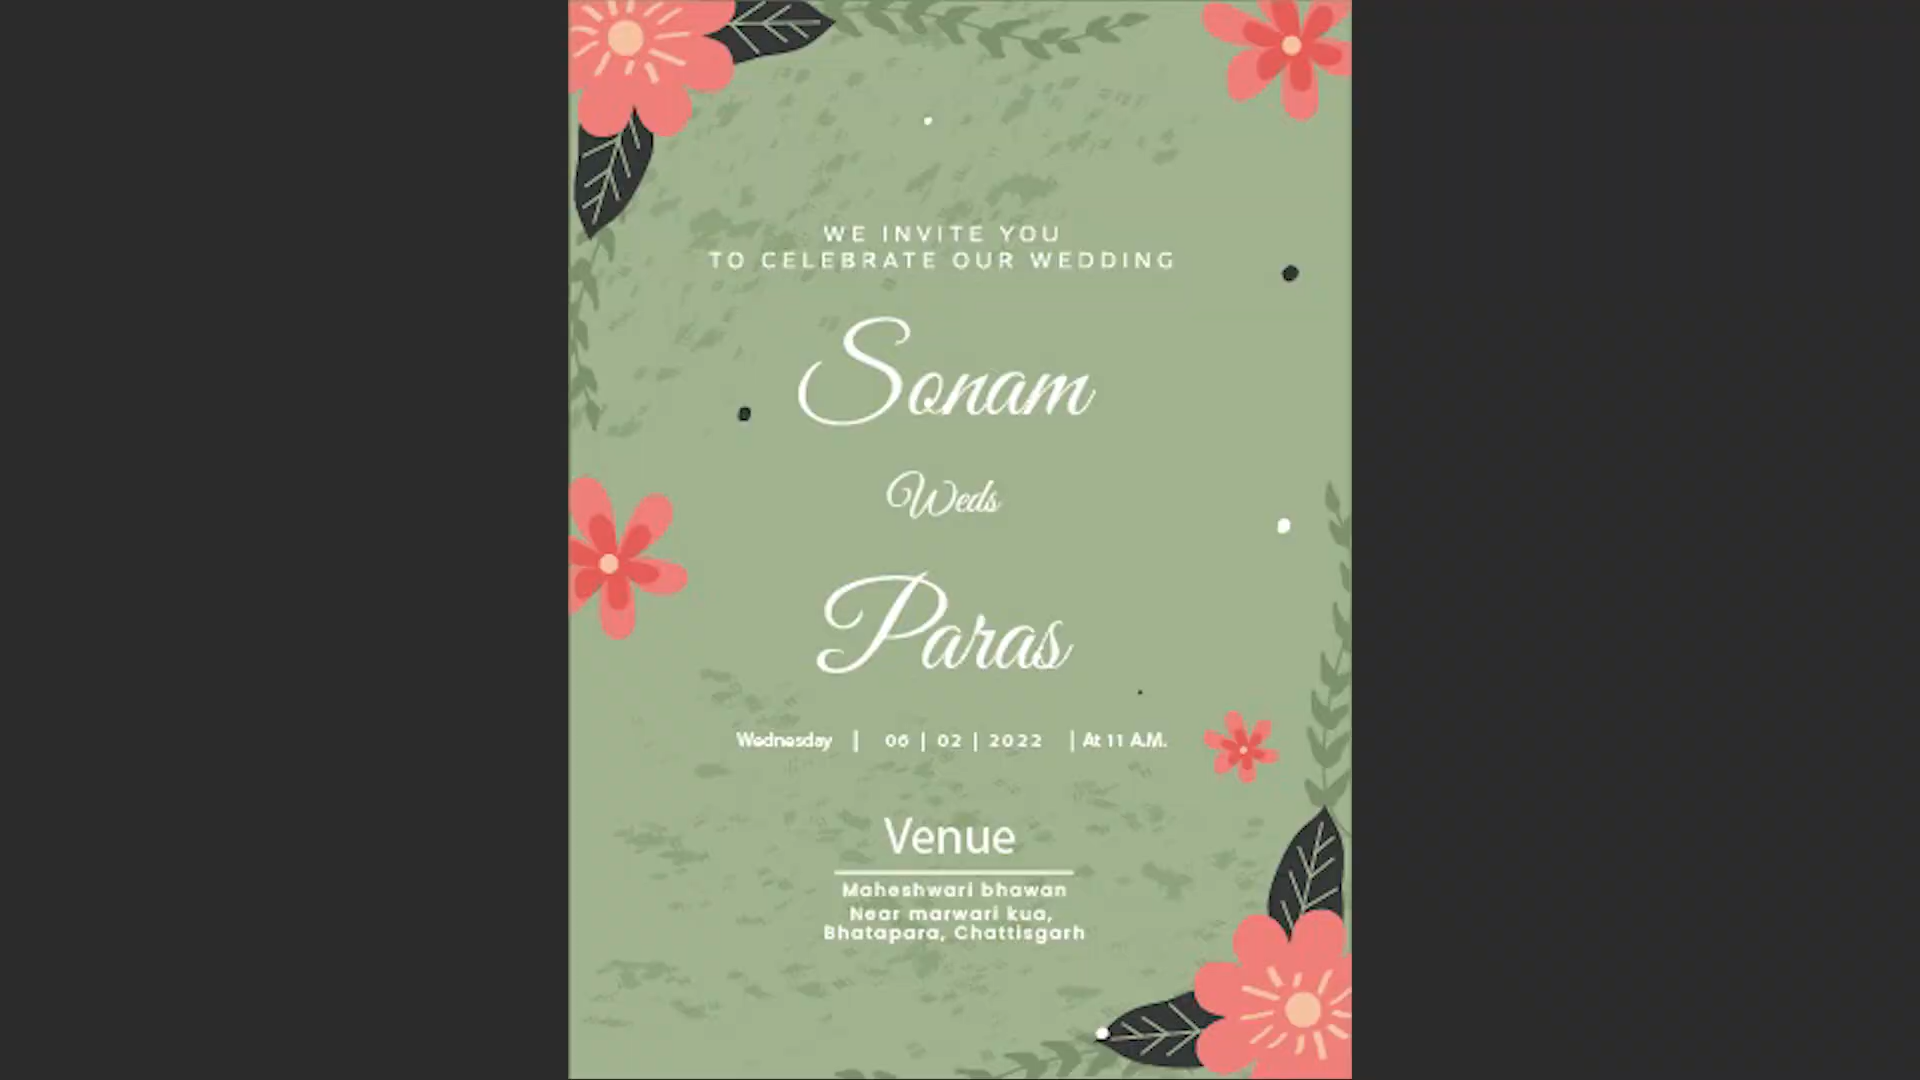 WE INVITE YOU
TO CELEBRATE OUR WEDDING
Sonam
Weds
Paras
Wednesday | 06 | 02 | 2022 | At 11 A.M.
Venue
Maheshwari bhawan
Near marwari kua,
Bhatapara, Chattisgarh